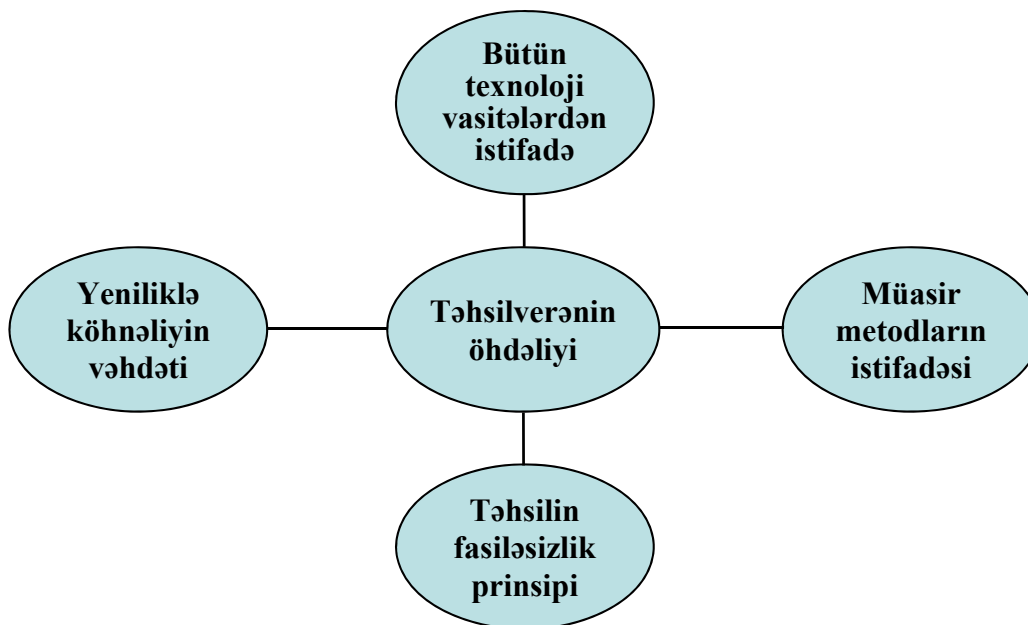 Bütün
texnoloji
vasitələrdən
istifadə
Yeniliklə
köhnəliyin
vəhdəti
Təhsilverənin
öhdəliyi
Müasir
metodların
istifadəsi
Təhsilin
fasiləsizlik
prinsipi